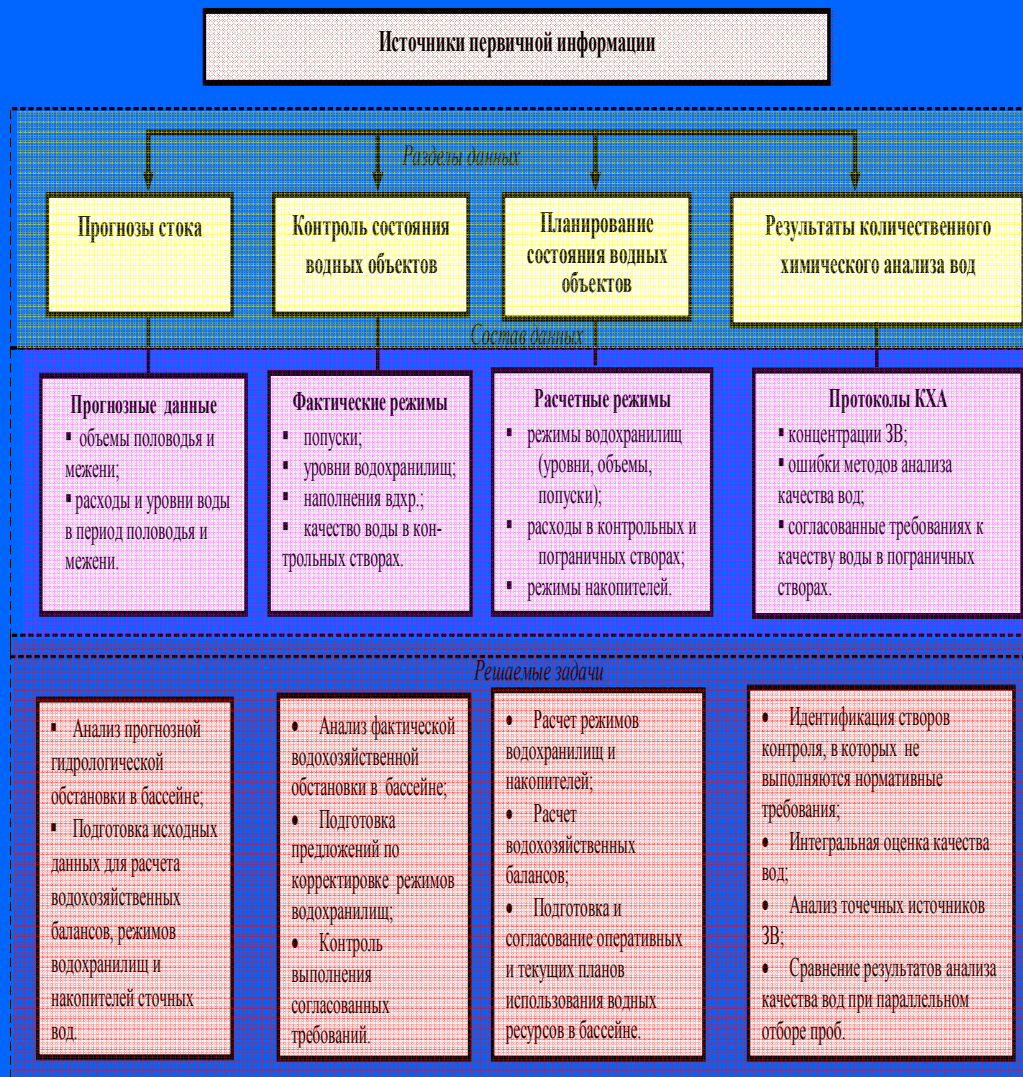 Источники первичной информации
Разделы данных
Прогнозы стока
Контроль состояния
водных объектов
Планирование
состояния водных
объектов
Результаты количественного
химического анализа вод
Состав данных
Прогнозные данные
▪ объемы половодья и
межени;
▪ расходы и уровни воды
в период половодья и
межени.
Фактические режимы
▪ попуски;
▪ уровни водохранилищ;
▪ наполнения вдхр.;
▪ качество воды в кон-
трольных створах.
Расчетные режимы
▪ режимы водохранилищ
(уровни, объемы,
попуски);
▪ расходы в контрольных и
пограничных створах;
▪ режимы накопителей.
Протоколы КХА
▪ концентрации ЗВ;
▪ ошибки методов анализа
качества вод;
▪ согласованные требованиях к
качеству воды в пограничных
створах.
Решаемые задачи
▪ Анализ прогнозной
гидрологической
обстановки в бассейне;
▪ Подготовка исходных
данных для расчета
водохозяйственных
балансов, режимов
водохранилищ и
накопителей сточных
вод.
• Анализ фактической
водохозяйственной
обстановки в бассейне;
• Подготовка
предложений по
корректировке режимов
водохранилищ;
• Контроль
выполнения
согласованных
требований.
• Расчет режимов
водохранилищ и
накопителей;
• Расчет
водохозяйственных
балансов;
• Подготовка и
согласование оперативных
и текущих планов
использования водных
ресурсов в бассейне.
• Идентификация створов
контроля, в которых не
выполняются нормативные
требования;
• Интегральная оценка качества
вод;
• Анализ точечных источников
ЗВ;
• Сравнение результатов анализа
качества вод при параллельном
отборе проб.